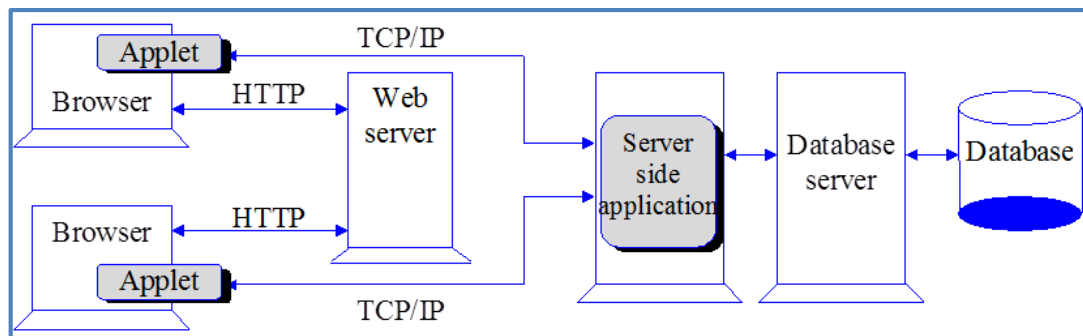 Applet
TCP/IP
Browser
HTTP
Web
server
Server
side
application
Database
server
Database
Browser
HTTP
Applet
TCP/IP